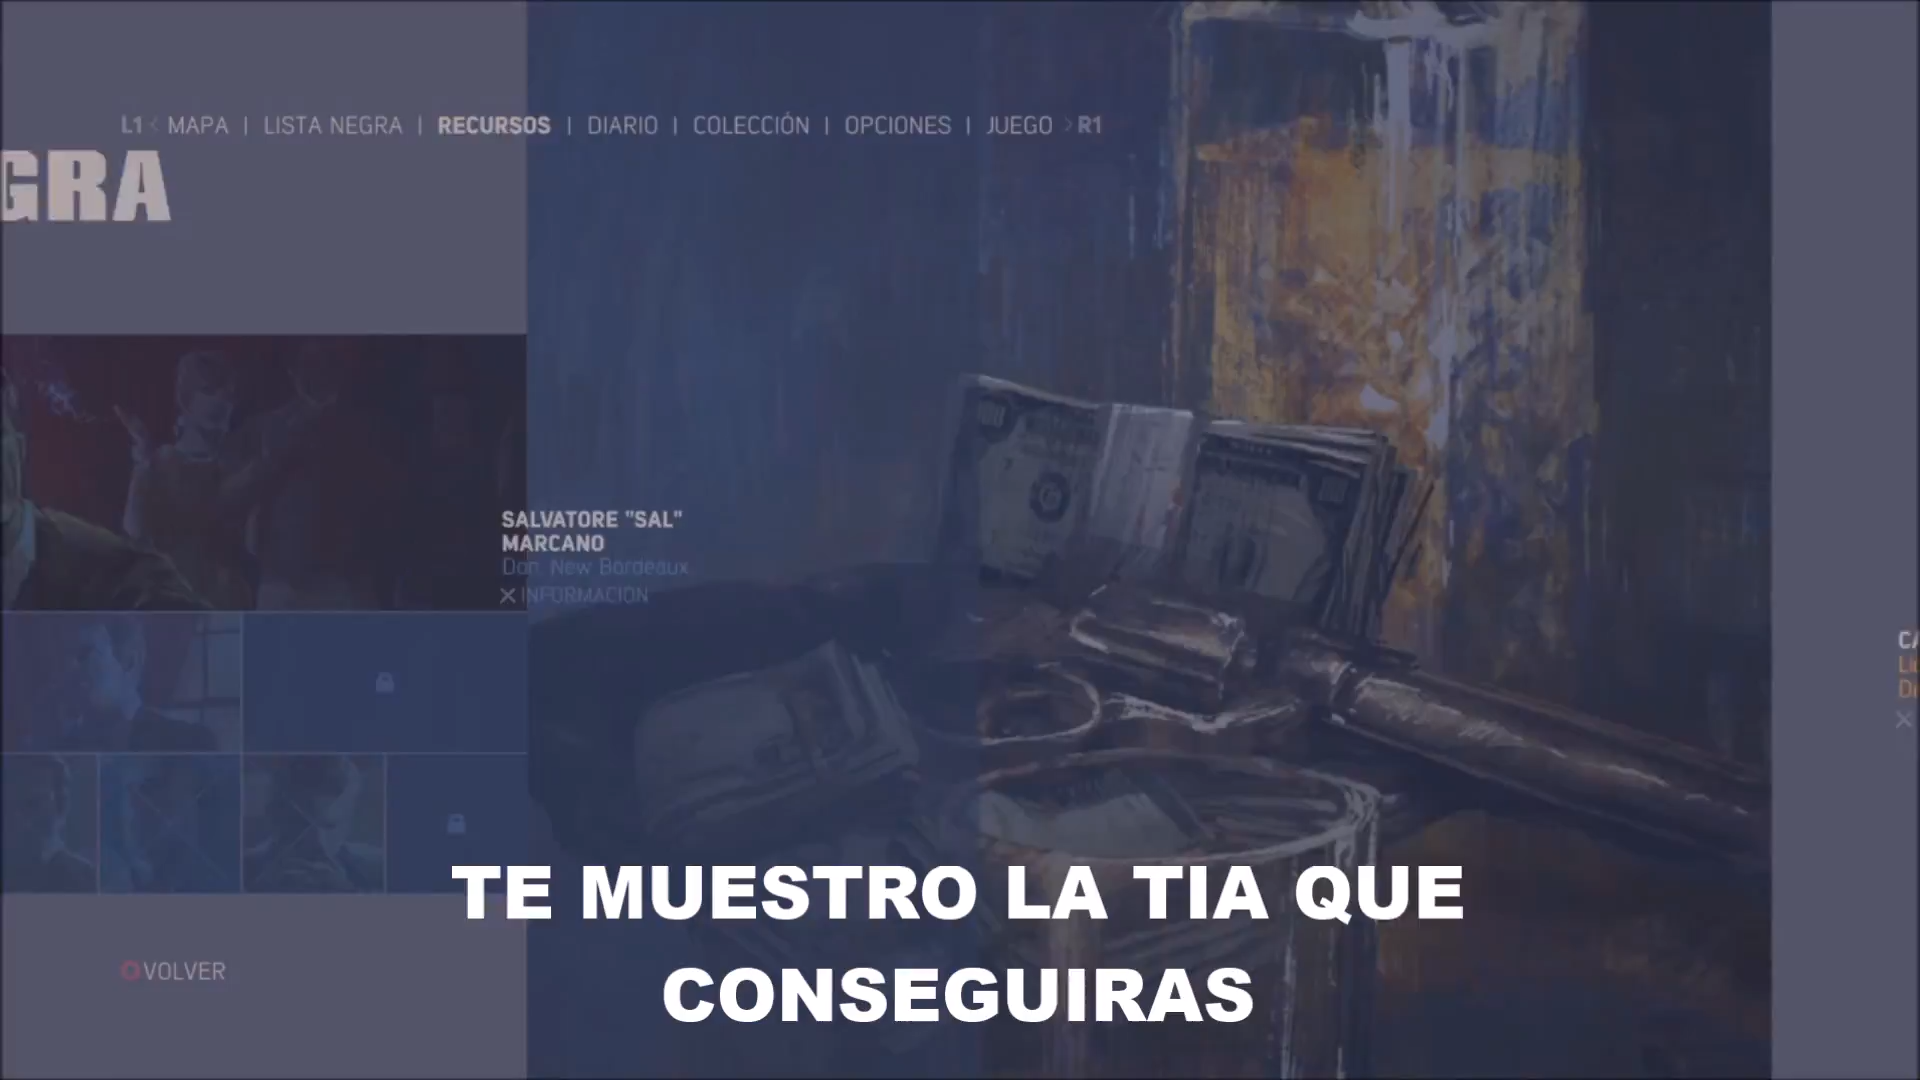 L1 < MAPA | LISTA NEGRA | RECURSOS | DIARIO | COLECCIÓN | OPCIONES | JUEGO > R1
GRA
SALVATORE "SAL"
MARCANO
Don. New Bordeaux
X INFORMACIÓN
TE MUESTRO LA TIA QUE
CONSEGUIRAS
VOLVER